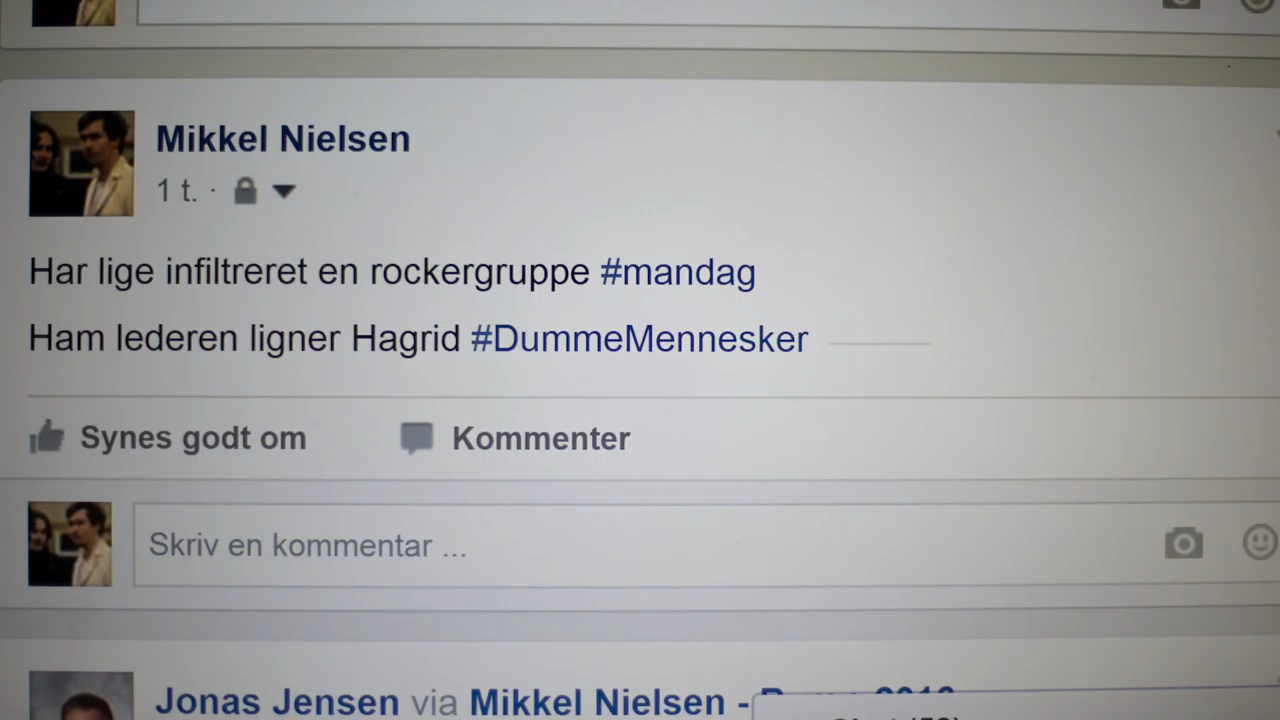 Mikkel Nielsen
1 t. ·
Har lige infiltreret en rockergruppe #mandag
Ham lederen ligner Hagrid #DummeMennesker
Synes godt om Kommenter
Skriv en kommentar ...
Jonas Jensen via Mikkel Nielsen -